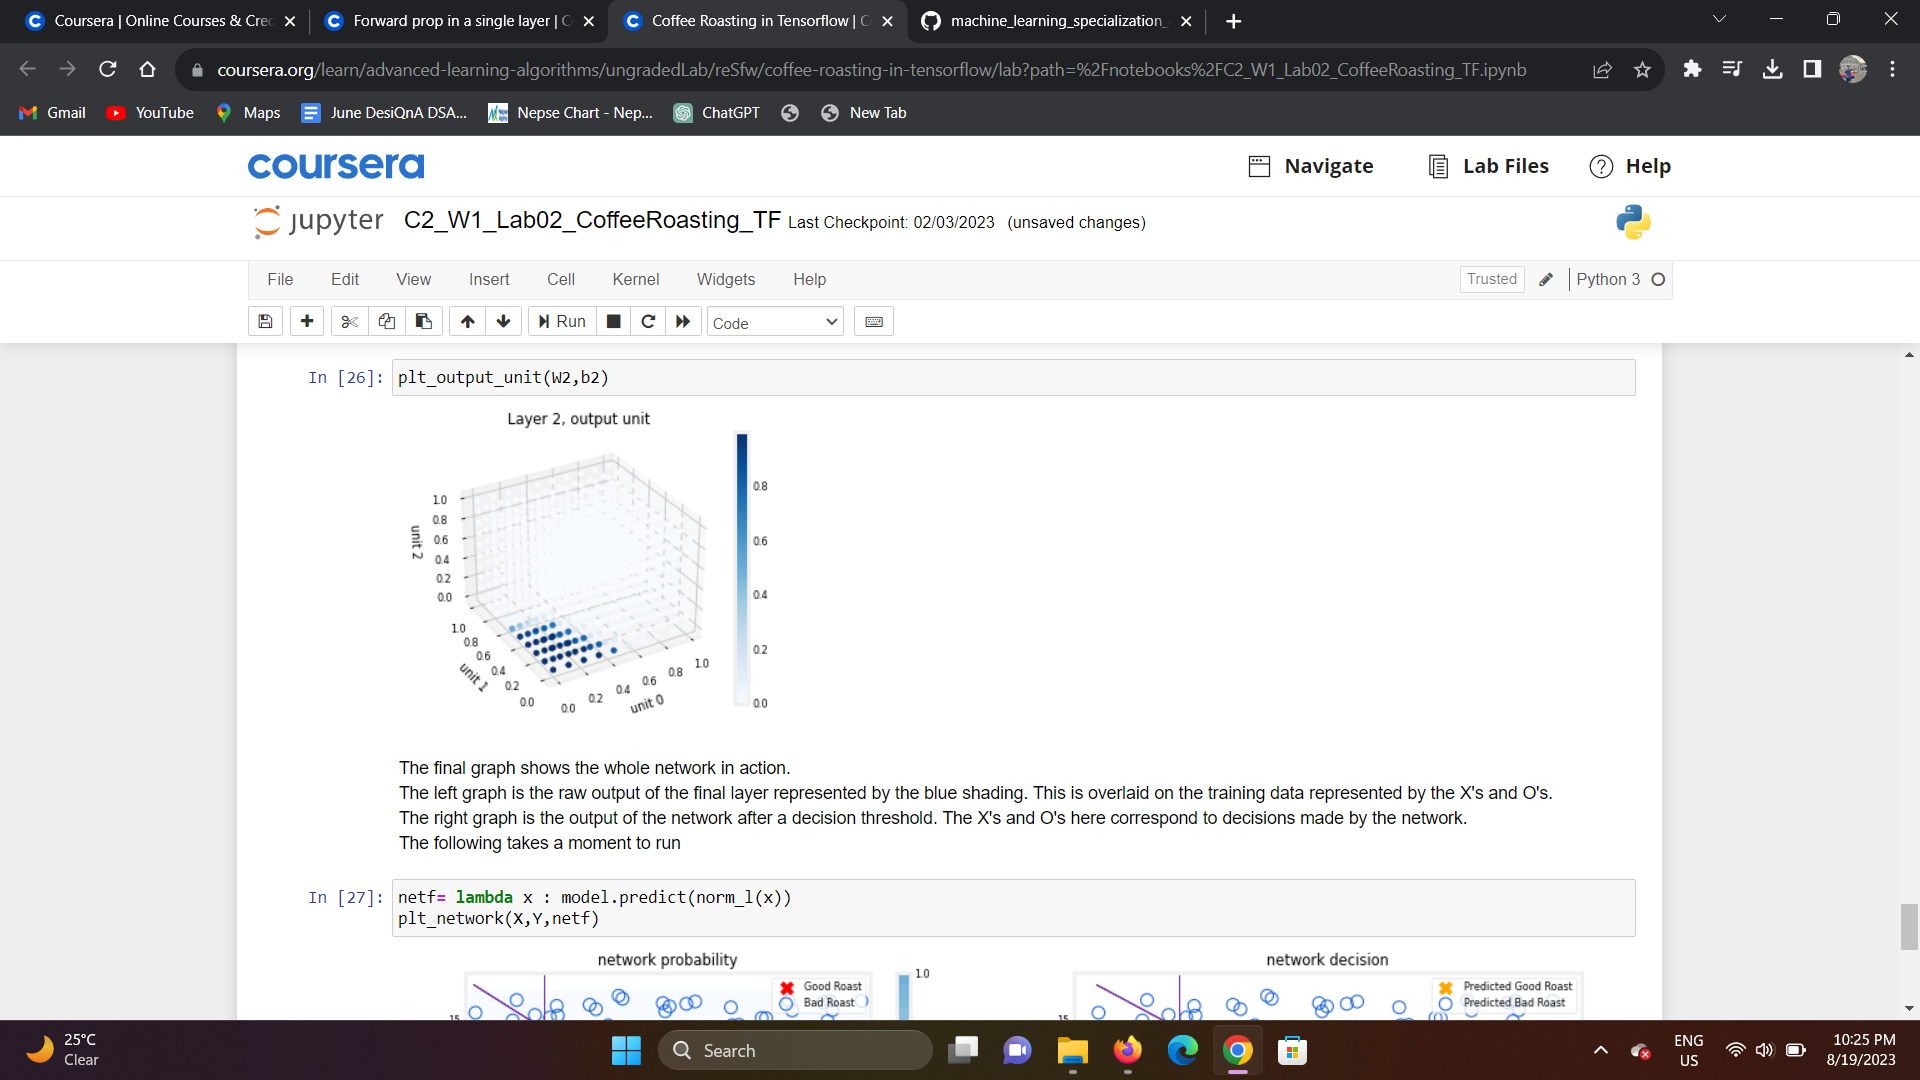 Coursera | Online Courses & Cre
Forward prop in a single layer | C
Coffee Roasting in Tensorflow | C
machine_learning_specialization_
coursera.org/learn/advanced-learning-algorithms/ungradedLab/reSfw/coffee-roasting-in-tensorflow/lab?path=%2Fnotebooks%2FC2_W1_Lab02_CoffeeRoasting_TF.ipynb
Gmail YouTube Maps June DesiQnA DSA... Nepse Chart - Nep... ChatGPT New Tab
coursera
Navigate Lab Files Help
jupyter C2_W1_Lab02_CoffeeRoasting_TF Last Checkpoint: 02/03/2023 (unsaved changes)
File Edit View Insert Cell Kernel Widgets Help Trusted Python 3
Run Code
In [26]: plt_output_unit(W2,b2)
Layer 2, output unit
1.0
0.8
0.6
0.4
0.2
0.0
unit 2
1.0
0.8
0.6
0.4
0.2
0.0
unit 1
0.0
0.2
0.4
0.6
0.8
1.0
unit 0
0.8
0.6
0.4
0.2
0.0
The final graph shows the whole network in action.
The left graph is the raw output of the final layer represented by the blue shading. This is overlaid on the training data represented by the X's and O's.
The right graph is the output of the network after a decision threshold. The X's and O's here correspond to decisions made by the network.
The following takes a moment to run
In [27]: netf= lambda x : model.predict(norm_l(x))
plt_network(X,Y,netf)
network probability
Good Roast
Bad Roast
1.0
15
network decision
Predicted Good Roast
Predicted Bad Roast
15
25°C
Clear
Search
ENG
US
10:25 PM
8/19/2023